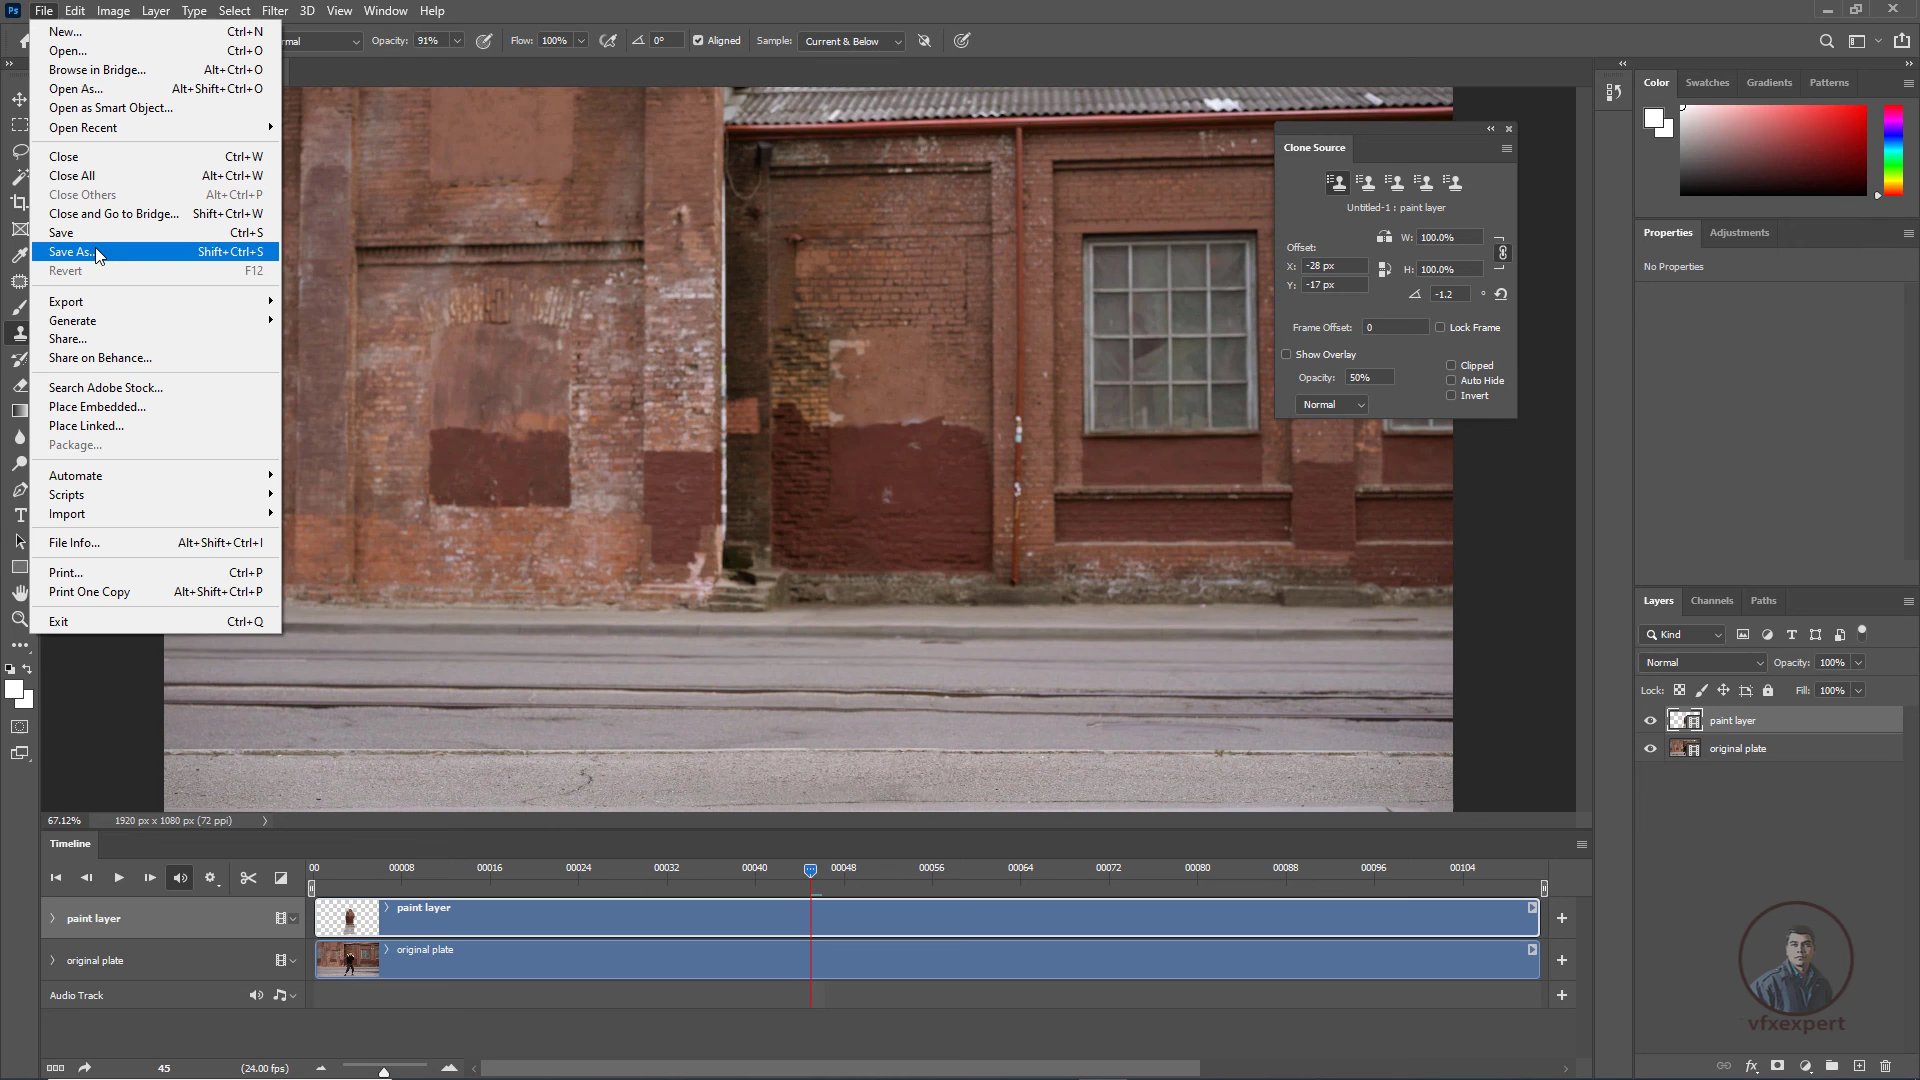 Ps File Edit Image Layer Type Select Filter 3D View Window Help
Opacity: 91% Flow: 100% 0° Aligned Sample: Current & Below
New... Ctrl+N
Open... Ctrl+O
Browse in Bridge... Alt+Ctrl+O
Open As... Alt+Shift+Ctrl+O
Open as Smart Object...
Open Recent
Close Ctrl+W
Close All Alt+Ctrl+W
Close Others Alt+Ctrl+P
Close and Go to Bridge... Shift+Ctrl+W
Save Ctrl+S
Save As... Shift+Ctrl+S
Revert F12
Export
Generate
Share...
Share on Behance...
Search Adobe Stock...
Place Embedded...
Place Linked...
Package...
Automate
Scripts
Import
File Info... Alt+Shift+Ctrl+I
Print... Ctrl+P
Print One Copy Alt+Shift+Ctrl+P
Exit Ctrl+Q
Clone Source
Untitled-1 : paint layer
Offset: W: 100.0%
X: -28 px H: 100.0%
Y: -17 px -1.2 °
Frame Offset: 0 Lock Frame
Show Overlay Clipped
Opacity: 50% Auto Hide
Normal Invert
Color Swatches Gradients Patterns
Properties Adjustments
No Properties
Layers Channels Paths
Kind
Normal Opacity: 100%
Lock: Fill: 100%
paint layer
original plate
67.12% 1920 px x 1080 px (72 ppi)
Timeline
00 00008 00016 00024 00032 00040 00048 00056 00064 00072 00080 00088 00096 00104
paint layer paint layer
original plate original plate
Audio Track
45 (24.00 fps)
vfxexpert